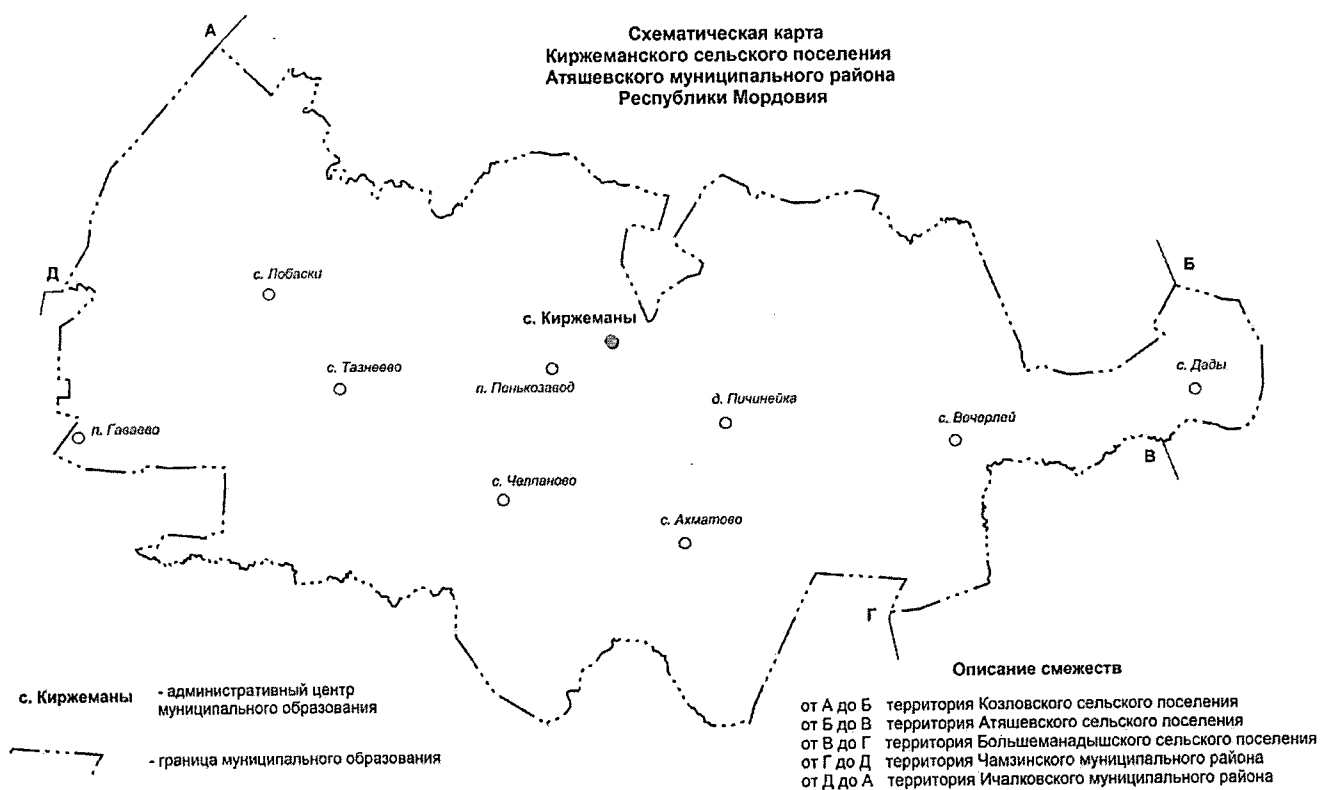 А
Схематическая карта
Киржеманского сельского поселения
Атяшевского муниципального района
Республики Мордовия
Д
Б
с. Лобаски
с. Киржеманы
с. Тазнеево
п. Пенькозавод
с. Дады
д. Пичинейка
с. Вечерлей
п. Гаваево
В
с. Челпаново
с. Ахматово
Г
с. Киржеманы
- административный центр
муниципального образования
- граница муниципального образования
Описание смежеств
от А до Б территория Козловского сельского поселения
от Б до В территория Атяшевского сельского поселения
от В до Г территория Большеманадышского сельского поселения
от Г до Д территория Чамзинского муниципального района
от Д до А территория Ичалковского муниципального района